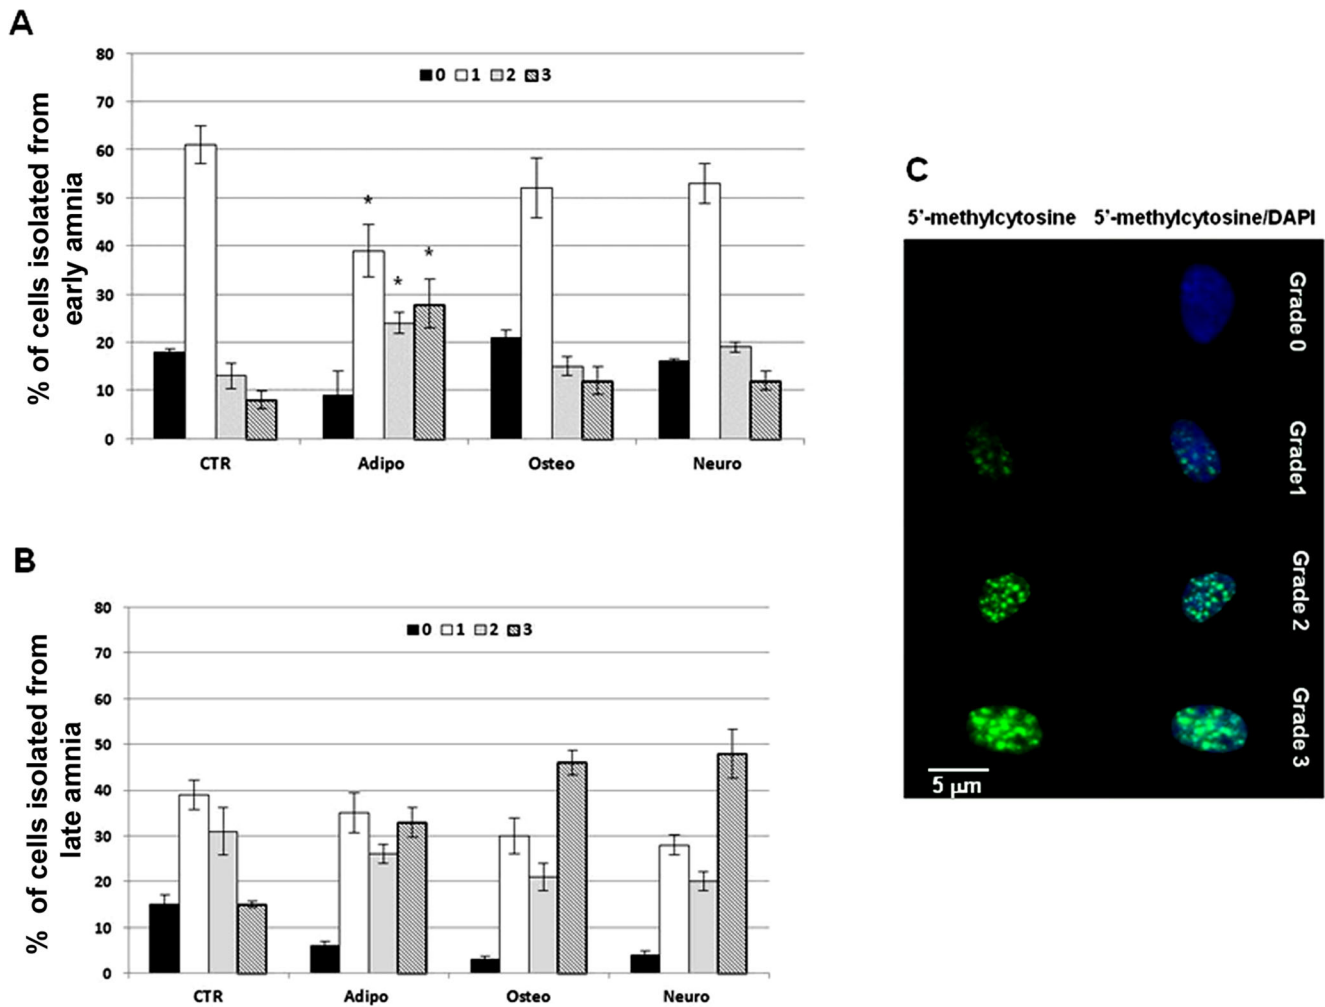 A
80
70
60
50
40
30
20
10
0
% of cells isolated from
early amnia
0 1 2 3
*
*
*
CTR Adipo Osteo Neuro
B
80
70
60
50
40
30
20
10
0
% of cells isolated from
late amnia
0 1 2 3
CTR Adipo Osteo Neuro
C
5'-methylcytosine 5'-methylcytosine/DAPI
Grade 0
Grade1
Grade 2
Grade 3
5 µm